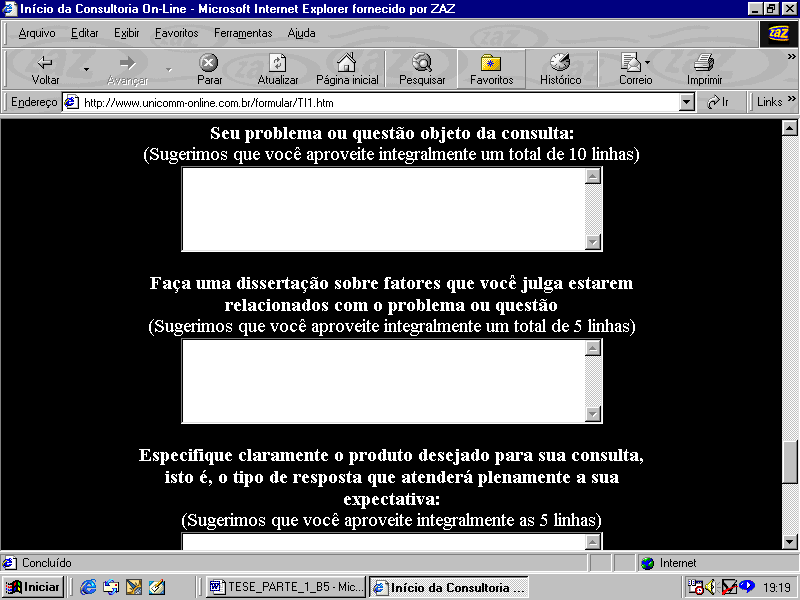 Início da Consultoria On-Line - Microsoft Internet Explorer fornecido por ZAZ
Arquivo Editar Exibir Favoritos Ferramentas Ajuda
zaz
Voltar Avançar Parar Atualizar Página inicial Pesquisar Favoritos Histórico Correio Imprimir
Endereço http://www.unicomm-online.com.br/formular/TI1.htm Ir Links
Seu problema ou questão objeto da consulta:
(Sugerimos que você aproveite integralmente um total de 10 linhas)
Faça uma dissertação sobre fatores que você julga estarem
relacionados com o problema ou questão
(Sugerimos que você aproveite integralmente um total de 5 linhas)
Especifique claramente o produto desejado para sua consulta,
isto é, o tipo de resposta que atenderá plenamente a sua
expectativa:
(Sugerimos que você aproveite integralmente as 5 linhas)
Concluído Internet
Iniciar TESE_PARTE_1_B5 - Mic... Início da Consultoria ... 19:19